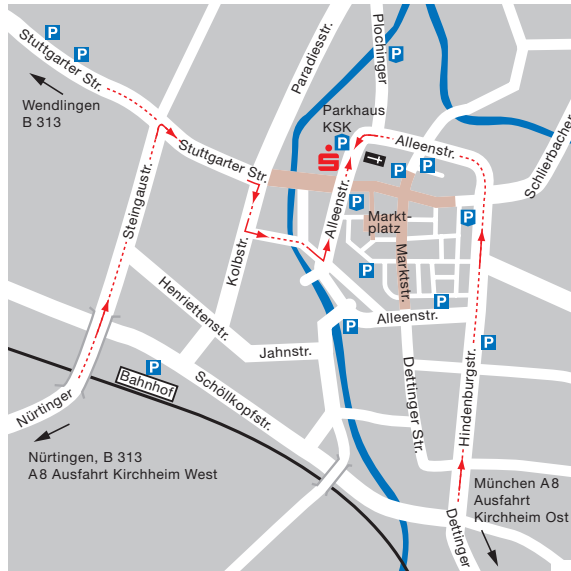 Stuttgarter Str.
P
P
Wendlingen
B 313
Paradiesstr.
Plochinger
P
Parkhaus
KSK
P
Alleenstr.
P
P
Schlierbacher
Stuttgarter Str.
Steingaustr.
Alleenstr.
P
Markt-
platz
P
Kolbstr.
Marktstr.
P
P
Henriettenstr.
Alleenstr.
P
P
Jahnstr.
P
Bahnhof
Schöllkopfstr.
Dettinger Str.
Hindenburgstr.
Nürtinger
Nürtingen, B 313
A8 Ausfahrt Kirchheim West
München A8
Ausfahrt
Kirchheim Ost
Dettinger